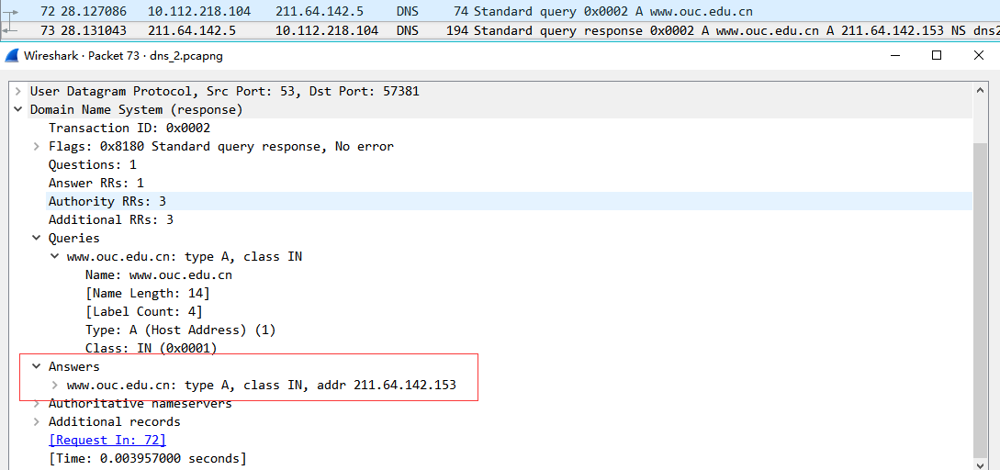 72 28.127086 10.112.218.104 211.64.142.5 DNS 74 Standard query 0x0002 A www.ouc.edu.cn
73 28.131043 211.64.142.5 10.112.218.104 DNS 194 Standard query response 0x0002 A www.ouc.edu.cn A 211.64.142.153 NS dns2
Wireshark · Packet 73 · dns_2.pcapng
User Datagram Protocol, Src Port: 53, Dst Port: 57381
Domain Name System (response)
Transaction ID: 0x0002
Flags: 0x8180 Standard query response, No error
Questions: 1
Answer RRs: 1
Authority RRs: 3
Additional RRs: 3
Queries
www.ouc.edu.cn: type A, class IN
Name: www.ouc.edu.cn
[Name Length: 14]
[Label Count: 4]
Type: A (Host Address) (1)
Class: IN (0x0001)
Answers
www.ouc.edu.cn: type A, class IN, addr 211.64.142.153
Authoritative nameservers
Additional records
[Request In: 72]
[Time: 0.003957000 seconds]